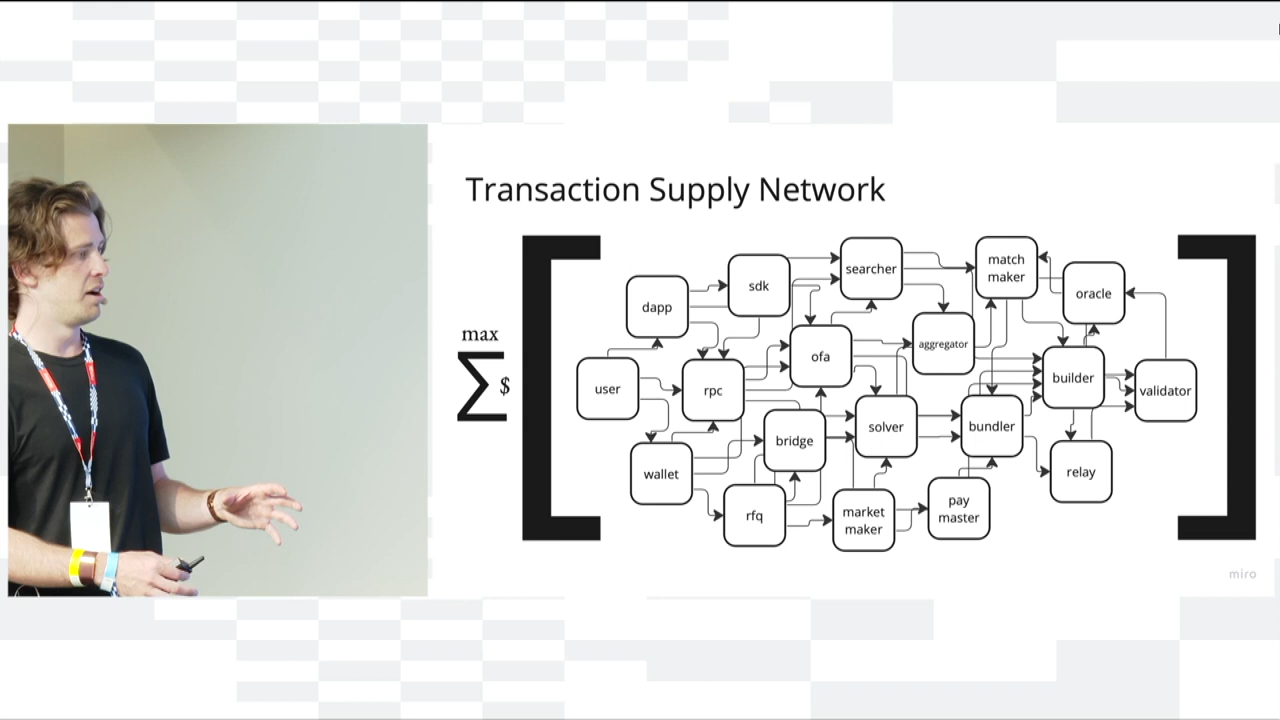 Transaction Supply Network
max
∑ $
searcher
match
maker
oracle
sdk
dapp
ofa
aggregator
user
rpc
builder
validator
bridge
solver
bundler
wallet
relay
rfq
market
maker
pay
master
miro